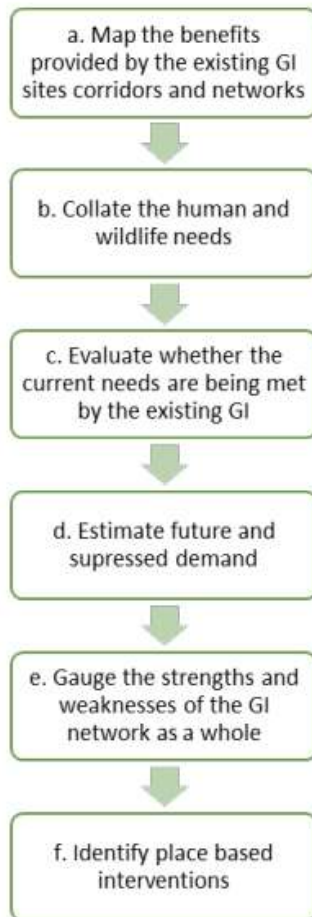 a. Map the benefits
provided by the existing GI
sites corridors and networks
b. Collate the human and
wildlife needs
c. Evaluate whether the
current needs are being met
by the existing GI
d. Estimate future and
supressed demand
e. Gauge the strengths and
weaknesses of the GI
network as a whole
f. Identify place based
interventions